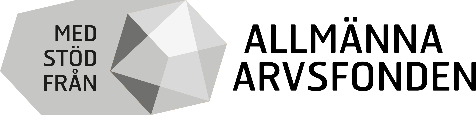 MED
STÖD
FRÅN
ALLMÄNNA
ARVSFONDEN